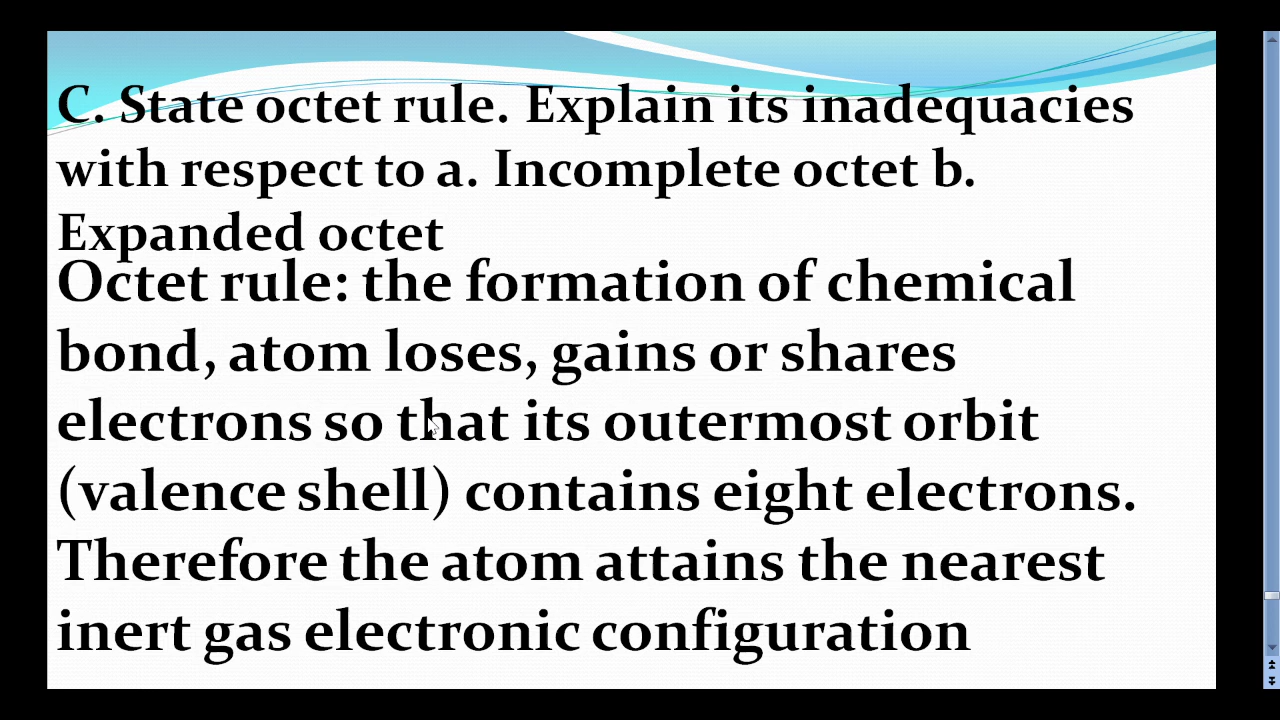 C. State octet rule. Explain its inadequacies
with respect to a. Incomplete octet b.
Expanded octet
Octet rule: the formation of chemical
bond, atom loses, gains or shares
electrons so that its outermost orbit
(valence shell) contains eight electrons.
Therefore the atom attains the nearest
inert gas electronic configuration